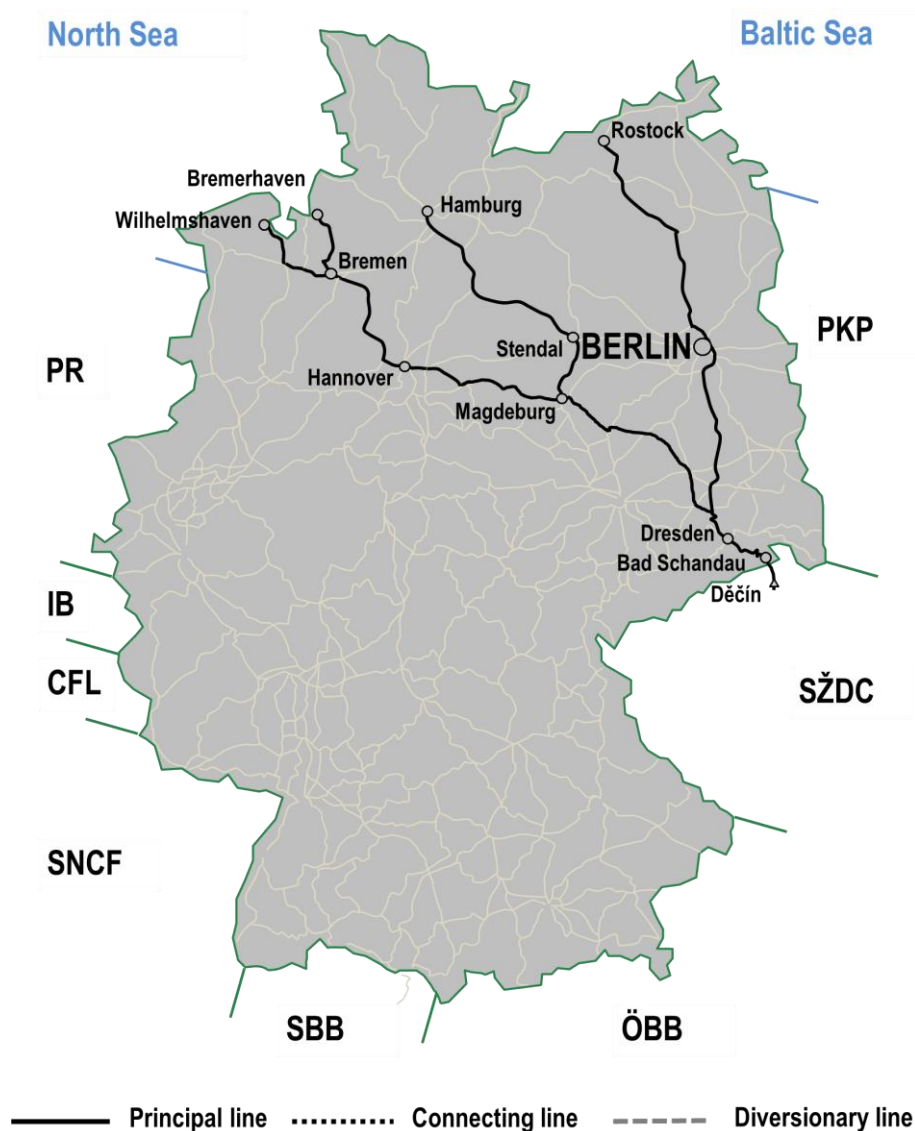 North Sea
Baltic Sea
Rostock
Bremerhaven
Hamburg
Wilhelmshaven
Bremen
PKP
Stendal
BERLIN
PR
Hannover
Magdeburg
Dresden
Bad Schandau
Děčín
IB
CFL
SŽDC
SNCF
SBB
ÖBB
Principal line
Connecting line
Diversionary line